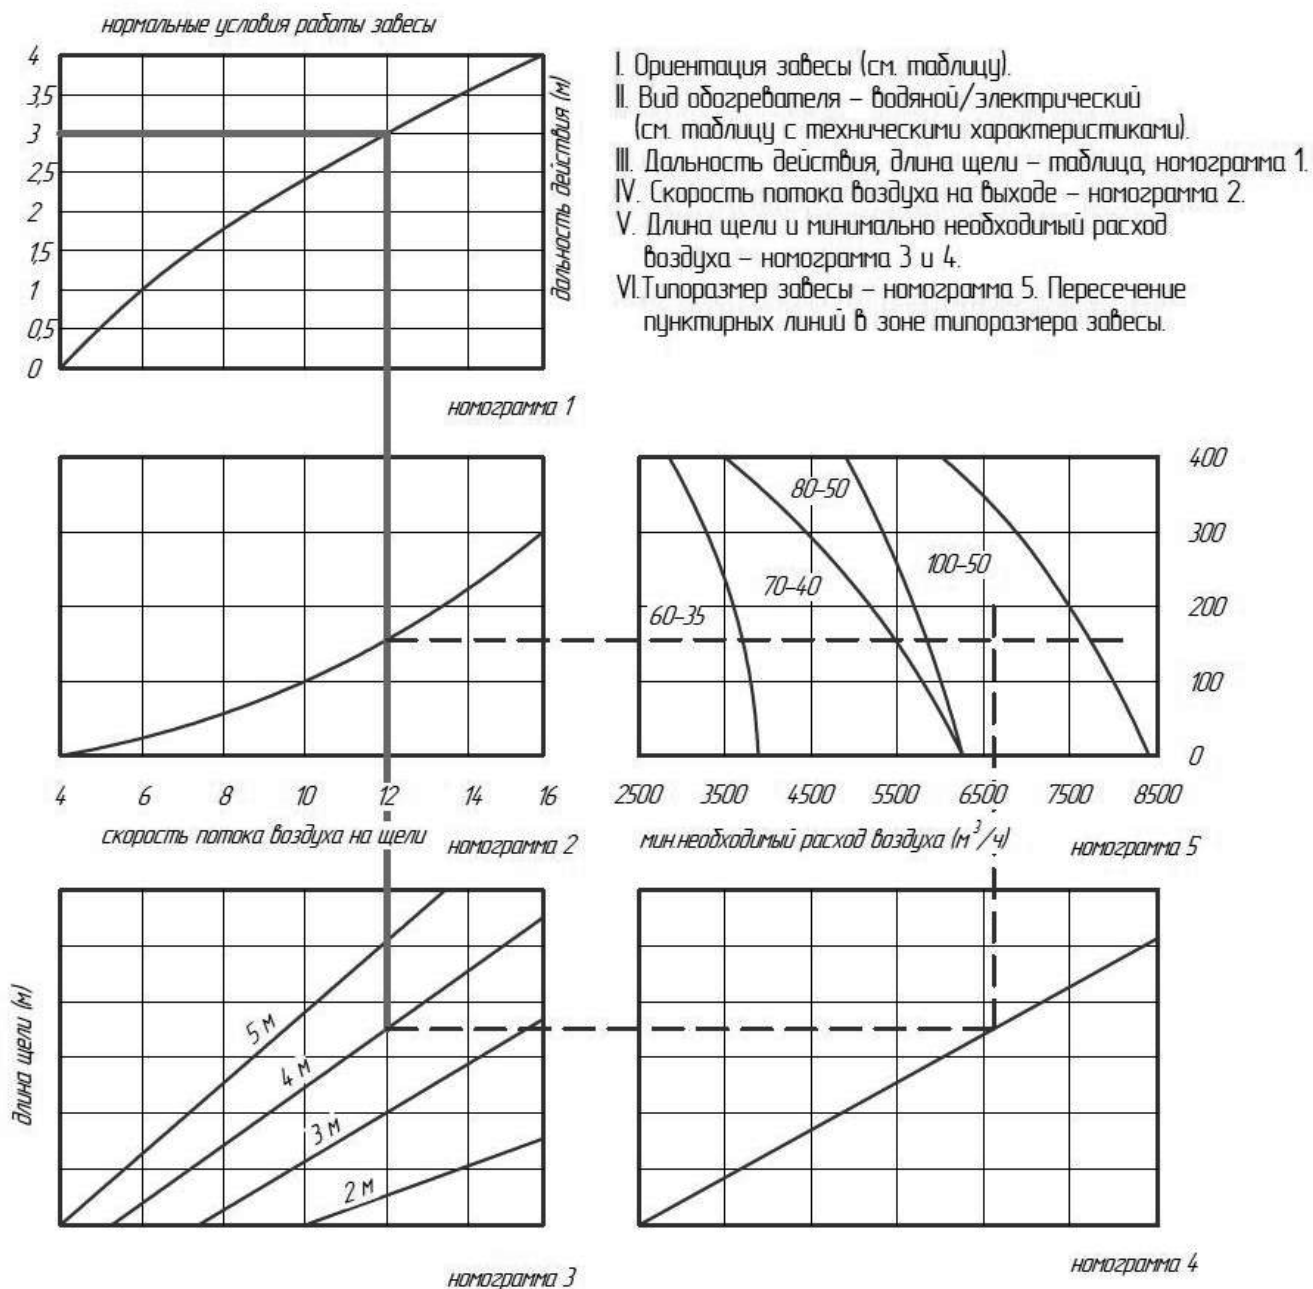 нормальные условия работы завесы
4
3,5
3
2,5
2
1,5
1
0,5
0
дальность действия (м)
номограмма 1
I. Ориентация завесы (см. таблицу).
II. Вид обогревателя – водяной/электрический
(см. таблицу с техническими характеристиками).
III. Дальность действия, длина щели – таблица, номограмма 1.
IV. Скорость потока воздуха на выходе – номограмма 2.
V. Длина щели и минимально необходимый расход
воздуха – номограмма 3 и 4.
VI.Типоразмер завесы – номограмма 5. Пересечение
пунктирных линий в зоне типоразмера завесы.
4 6 8 10 12 14 16
скорость потока воздуха на щели
номограмма 2
60–35
70–40
80–50
100–50
400
300
200
100
0
2500 3500 4500 5500 6500 7500 8500
мин.необходимый расход воздуха (м³/ч)
номограмма 5
длина щели (м)
5 м
4 м
3 м
2 м
номограмма 3
номограмма 4